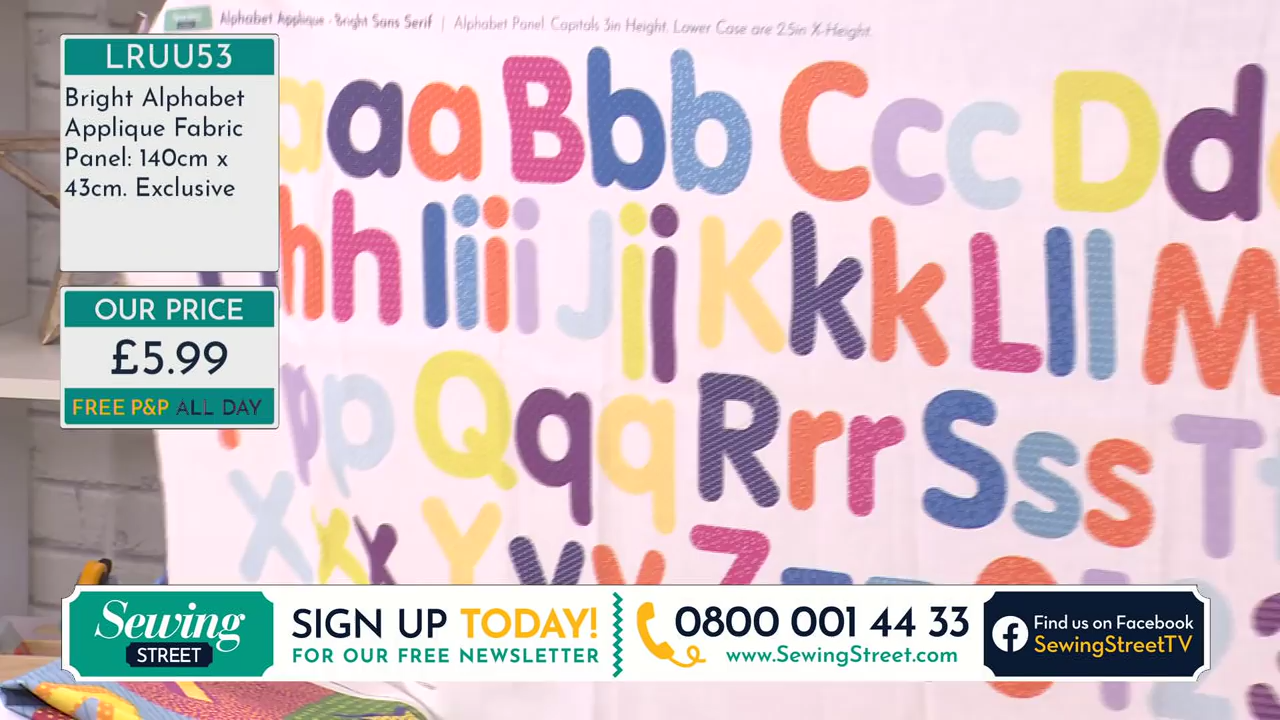 Alphabet Applique - Bright Sans Serif | Alphabet Panel Capitals 3in Height, Lower Case are 2.5in X-Height.
LRUU53
Bright Alphabet
Applique Fabric
Panel: 140cm x
43cm. Exclusive
OUR PRICE
£5.99
FREE P&P ALL DAY
aaa Bbb Ccc Dd
hh Iiii Jjj Kkk Lll M
pp Qqq Rrr Sss T
Xxx Yyy Z
Sewing
STREET
SIGN UP TODAY!
FOR OUR FREE NEWSLETTER
0800 001 44 33
www.SewingStreet.com
Find us on Facebook
SewingStreetTV